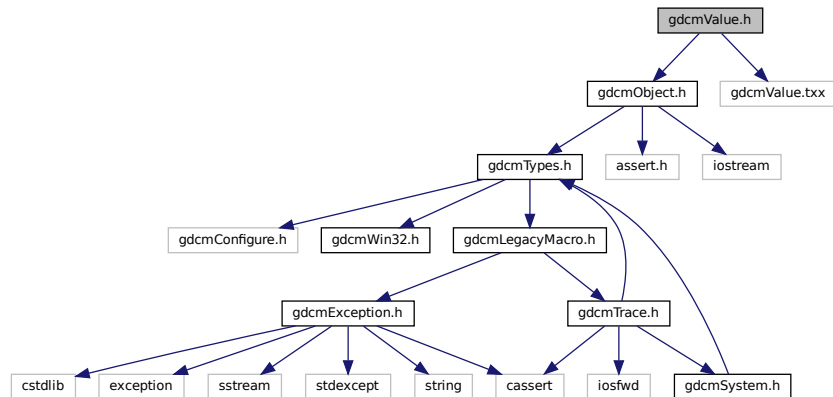 gdcmValue.h
gdcmObject.h
gdcmValue.txx
gdcmTypes.h
assert.h
iostream
gdcmConfigure.h
gdcmWin32.h
gdcmLegacyMacro.h
gdcmException.h
gdcmTrace.h
cstdlib
exception
sstream
stdexcept
string
cassert
iosfwd
gdcmSystem.h